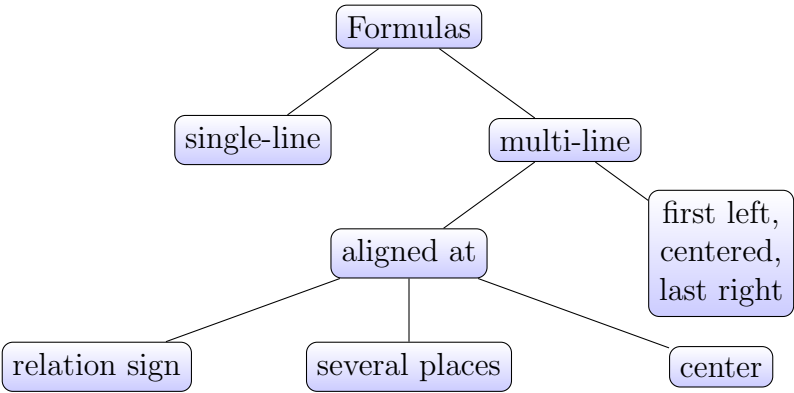 Formulas
single-line
multi-line
aligned at
first left,
centered,
last right
relation sign
several places
center